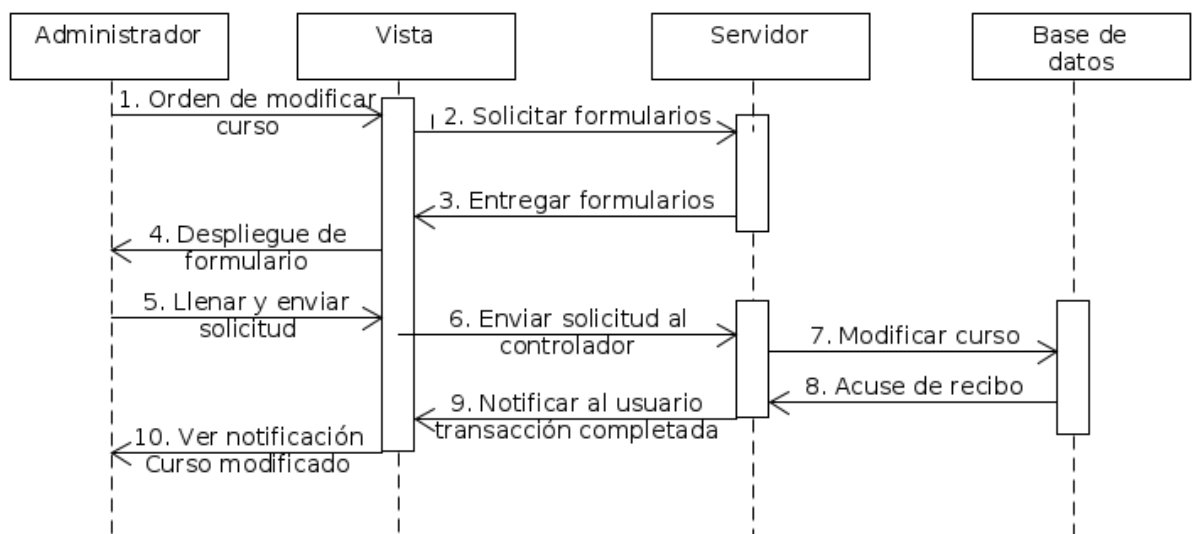 Administrador
Vista
Servidor
Base de
datos
1. Orden de modificar
curso
2. Solicitar formularios
3. Entregar formularios
4. Despliegue de
formulario
5. Llenar y enviar
solicitud
6. Enviar solicitud al
controlador
7. Modificar curso
8. Acuse de recibo
9. Notificar al usuario
transacción completada
10. Ver notificación
Curso modificado